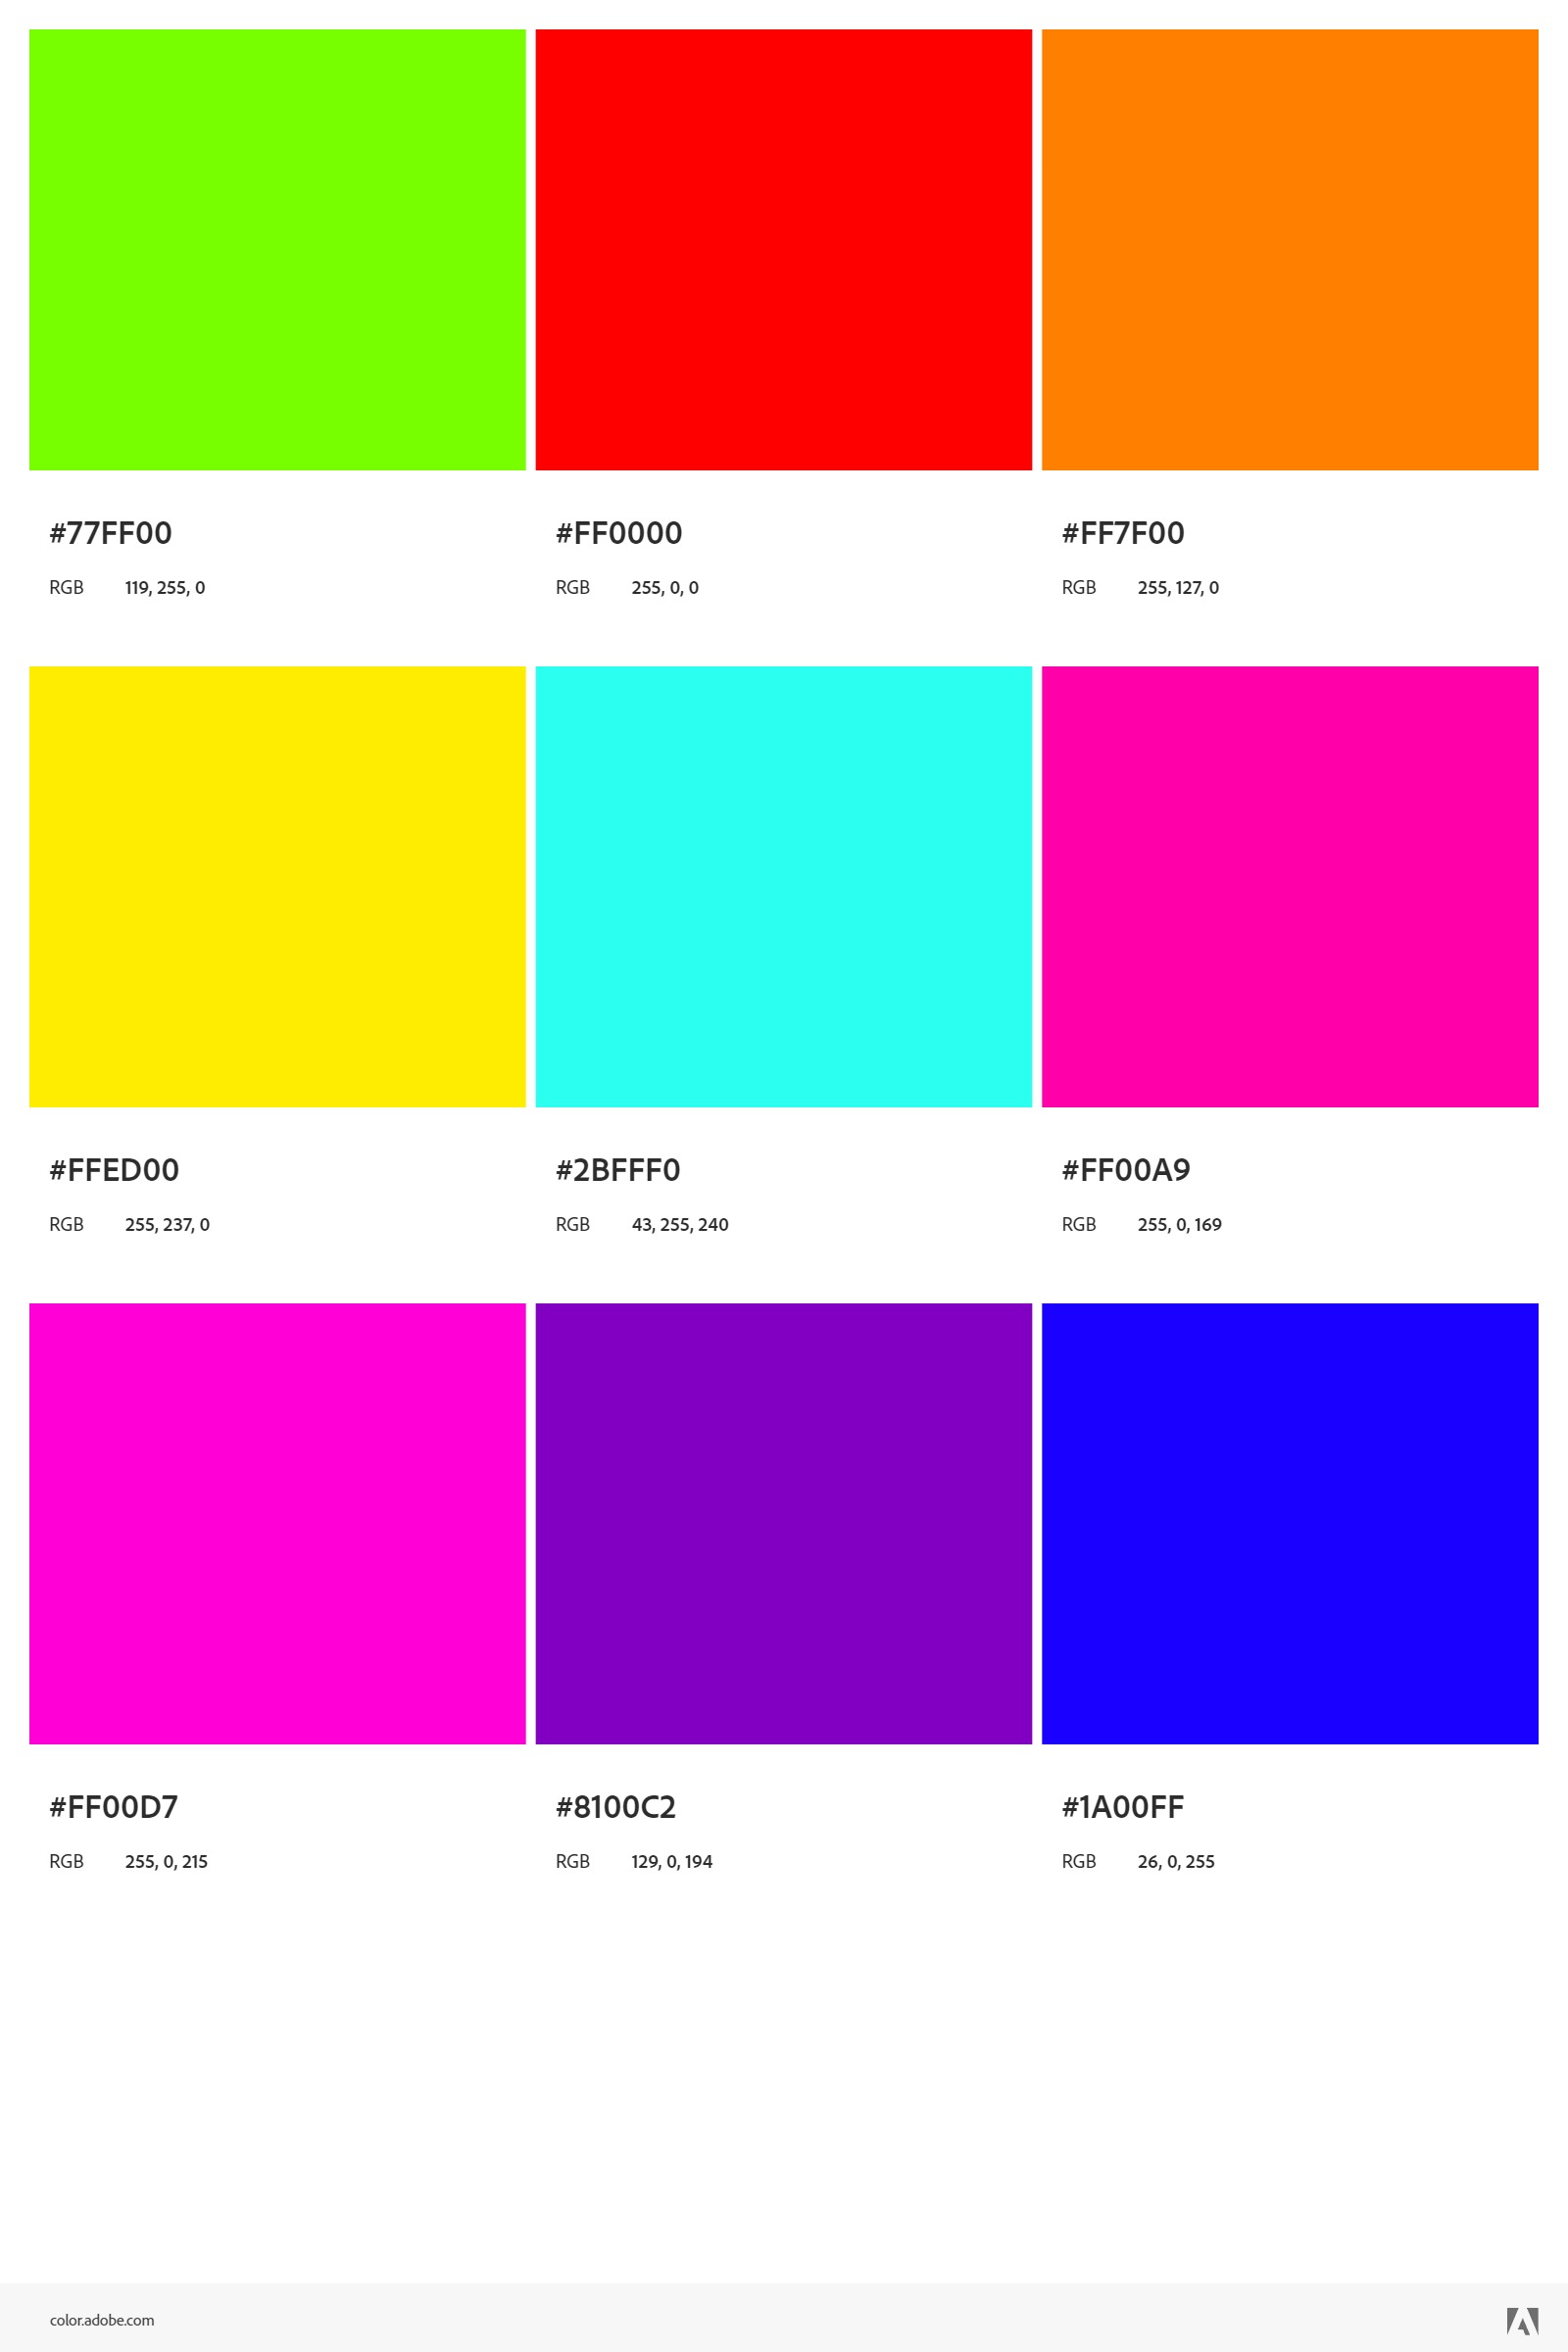 #77FF00 #FF0000 #FF7F00
RGB 119, 255, 0 RGB 255, 0, 0 RGB 255, 127, 0
#FFED00 #2BFFF0 #FF00A9
RGB 255, 237, 0 RGB 43, 255, 240 RGB 255, 0, 169
#FF00D7 #8100C2 #1A00FF
RGB 255, 0, 215 RGB 129, 0, 194 RGB 26, 0, 255
color.adobe.com